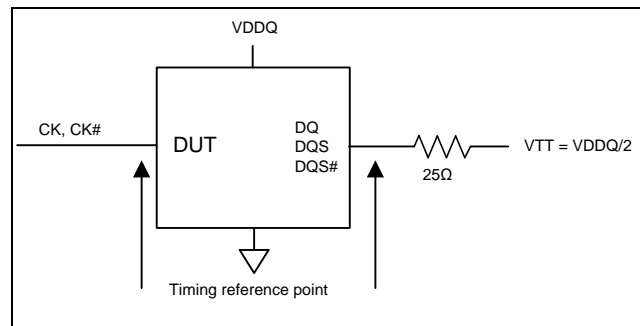 VDDQ
CK, CK#
DUT
DQ
DQS
DQS#
25Ω
VTT = VDDQ/2
Timing reference point